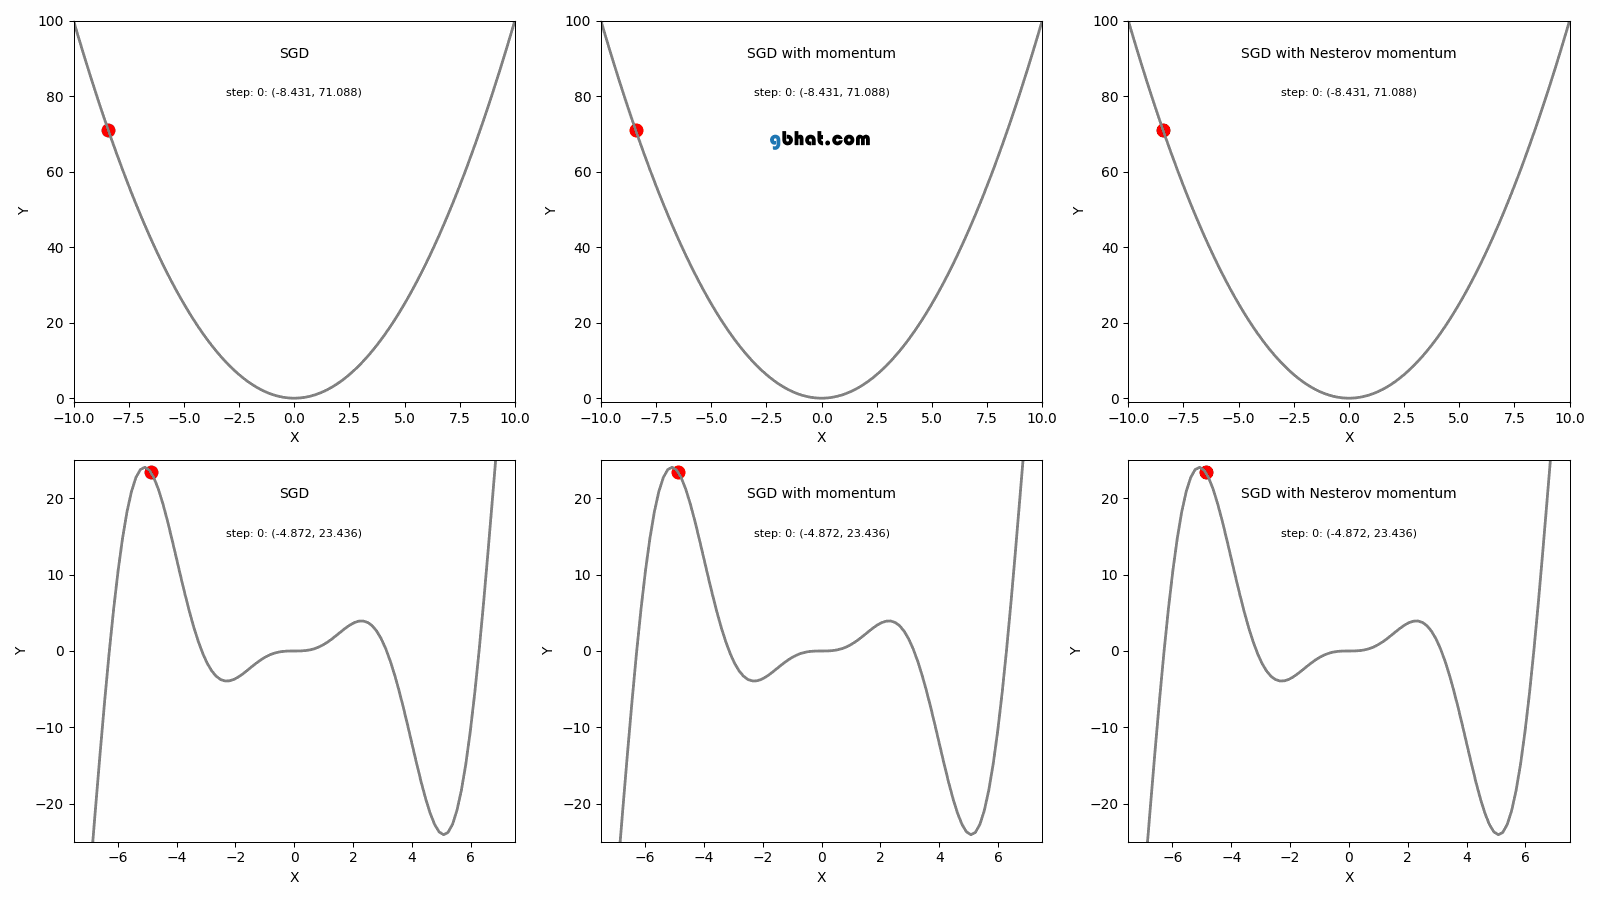 SGD
step: 0: (-8.431, 71.088)
100
80
60
40
20
0
Y
−10.0 −7.5 −5.0 −2.5 0.0 2.5 5.0 7.5 10.0
X
SGD with momentum
step: 0: (-8.431, 71.088)
gbhat.com
100
80
60
40
20
0
Y
−10.0 −7.5 −5.0 −2.5 0.0 2.5 5.0 7.5 10.0
X
SGD with Nesterov momentum
step: 0: (-8.431, 71.088)
100
80
60
40
20
0
Y
−10.0 −7.5 −5.0 −2.5 0.0 2.5 5.0 7.5 10.0
X
SGD
step: 0: (-4.872, 23.436)
20
10
0
−10
−20
Y
−6 −4 −2 0 2 4 6
X
SGD with momentum
step: 0: (-4.872, 23.436)
20
10
0
−10
−20
Y
−6 −4 −2 0 2 4 6
X
SGD with Nesterov momentum
step: 0: (-4.872, 23.436)
20
10
0
−10
−20
Y
−6 −4 −2 0 2 4 6
X